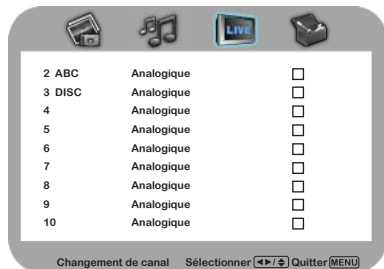 LIVE
2 ABC Analogique
3 DISC Analogique
4 Analogique
5 Analogique
6 Analogique
7 Analogique
8 Analogique
9 Analogique
10 Analogique
Changement de canal Sélectionner Quitter MENU